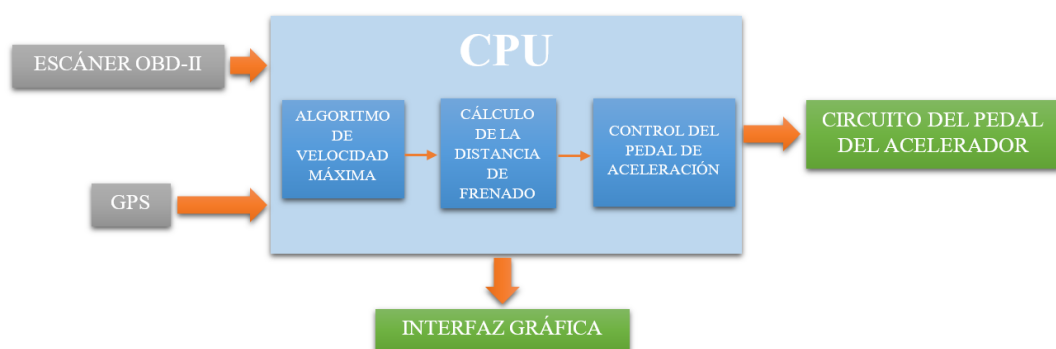 ESCÁNER OBD-II
GPS
CPU
ALGORITMO
DE
VELOCIDAD
MÁXIMA
CÁLCULO
DE LA
DISTANCIA
DE
FRENADO
CONTROL DEL
PEDAL DE
ACELERACIÓN
CIRCUITO DEL PEDAL
DEL ACELERADOR
INTERFAZ GRÁFICA